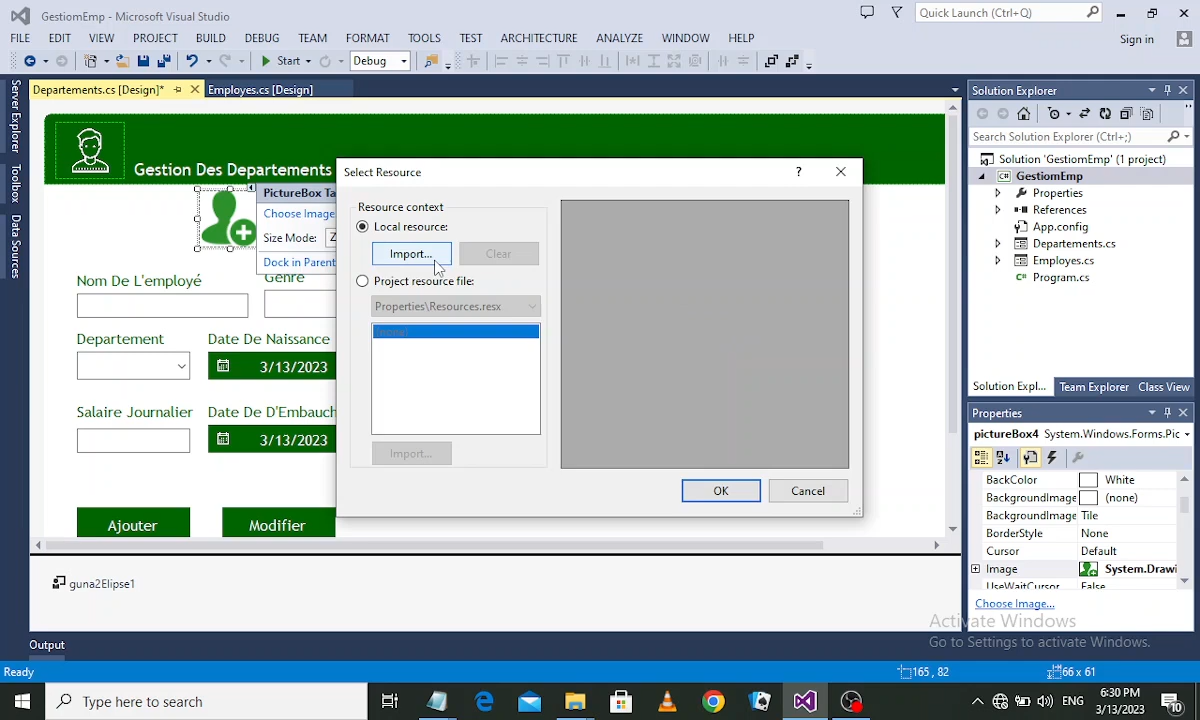 GestiomEmp - Microsoft Visual Studio
Quick Launch (Ctrl+Q)
FILE EDIT VIEW PROJECT BUILD DEBUG TEAM FORMAT TOOLS TEST ARCHITECTURE ANALYZE WINDOW HELP
Sign in
Start Debug
Departements.cs [Design]* Employes.cs [Design]
Server Explorer
Toolbox
Data Sources
Gestion Des Departements
PictureBox Ta
Choose Image
Size Mode: Z
Dock in Parent
Nom De L'employé Genre
Departement Date De Naissance
3/13/2023
Salaire Journalier Date De D'Embauch
3/13/2023
Ajouter Modifier
Select Resource
?
Resource context
Local resource:
Import... Clear
Project resource file:
Properties\Resources.resx
(none)
Import...
OK Cancel
guna2Elipse1
Solution Explorer
Search Solution Explorer (Ctrl+;)
Solution 'GestiomEmp' (1 project)
C# GestiomEmp
Properties
References
App.config
Departements.cs
Employes.cs
C# Program.cs
Solution Expl... Team Explorer Class View
Properties
pictureBox4 System.Windows.Forms.Pic
BackColor White
BackgroundImage (none)
BackgroundImage Tile
BorderStyle None
Cursor Default
Image System.Drawi
UseWaitCursor False
Choose Image...
Activate Windows
Go to Settings to activate Windows.
Output
Ready 165, 82 66 x 61
Type here to search
ENG
6:30 PM
3/13/2023
10